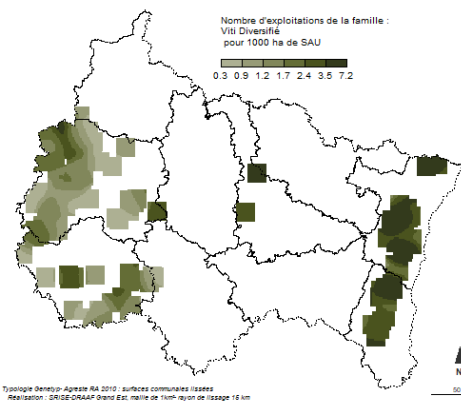 Nombre d'exploitations de la famille :
Viti Diversifié
pour 1000 ha de SAU
0.3 0.9 1.2 1.7 2.4 3.5 7.2
N
50
Typologie Genetyp- Agreste RA 2010 : surfaces communales lissées
Réalisation : SRISE-DRAAF Grand Est, maille de 1km² rayon de lissage 15 km